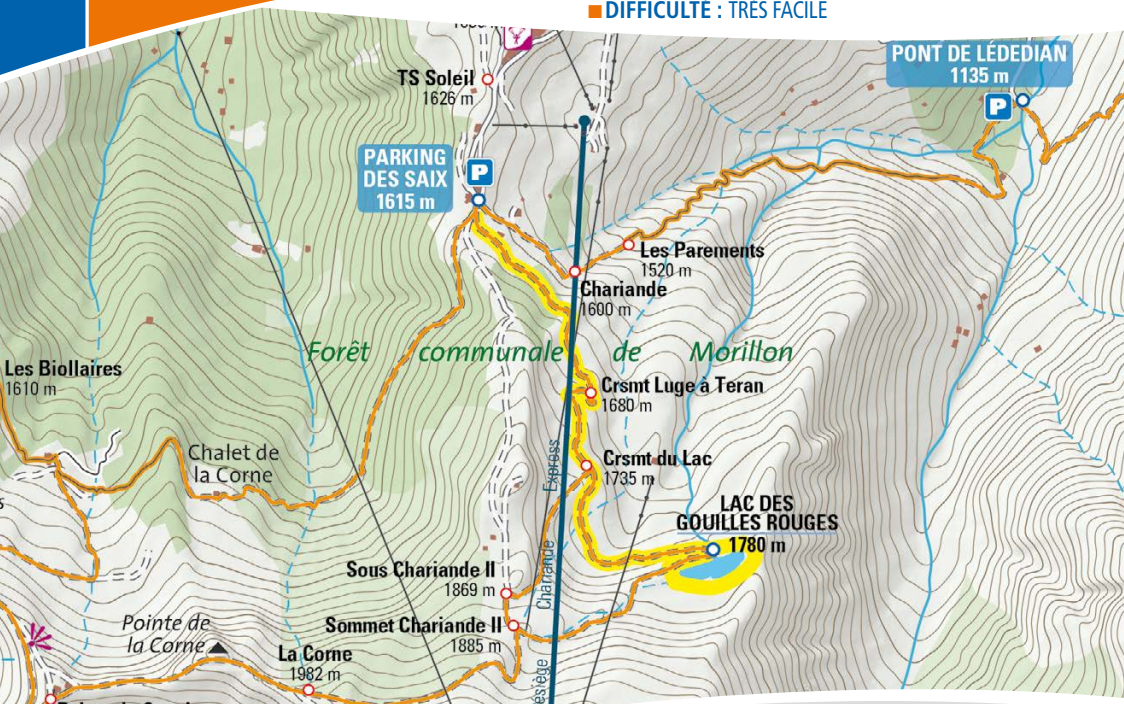 ■ DIFFICULTÉ : TRÈS FACILE
TS Soleil
1626 m
PONT DE LÉDEDIAN
1135 m
P
PARKING
DES SAIX
1615 m
P
Les Parements
1520 m
Chariande
1600 m
Forêt communale de Morillon
Les Biollaires
1610 m
Crsmt Luge à Teran
1680 m
Chalet de
la Corne
Crsmt du Lac
1735 m
LAC DES
GOUILLES ROUGES
1780 m
Sous Chariande II
1869 m
Sommet Chariande II
1885 m
Pointe de
la Corne
La Corne
1982 m
Chariande Express